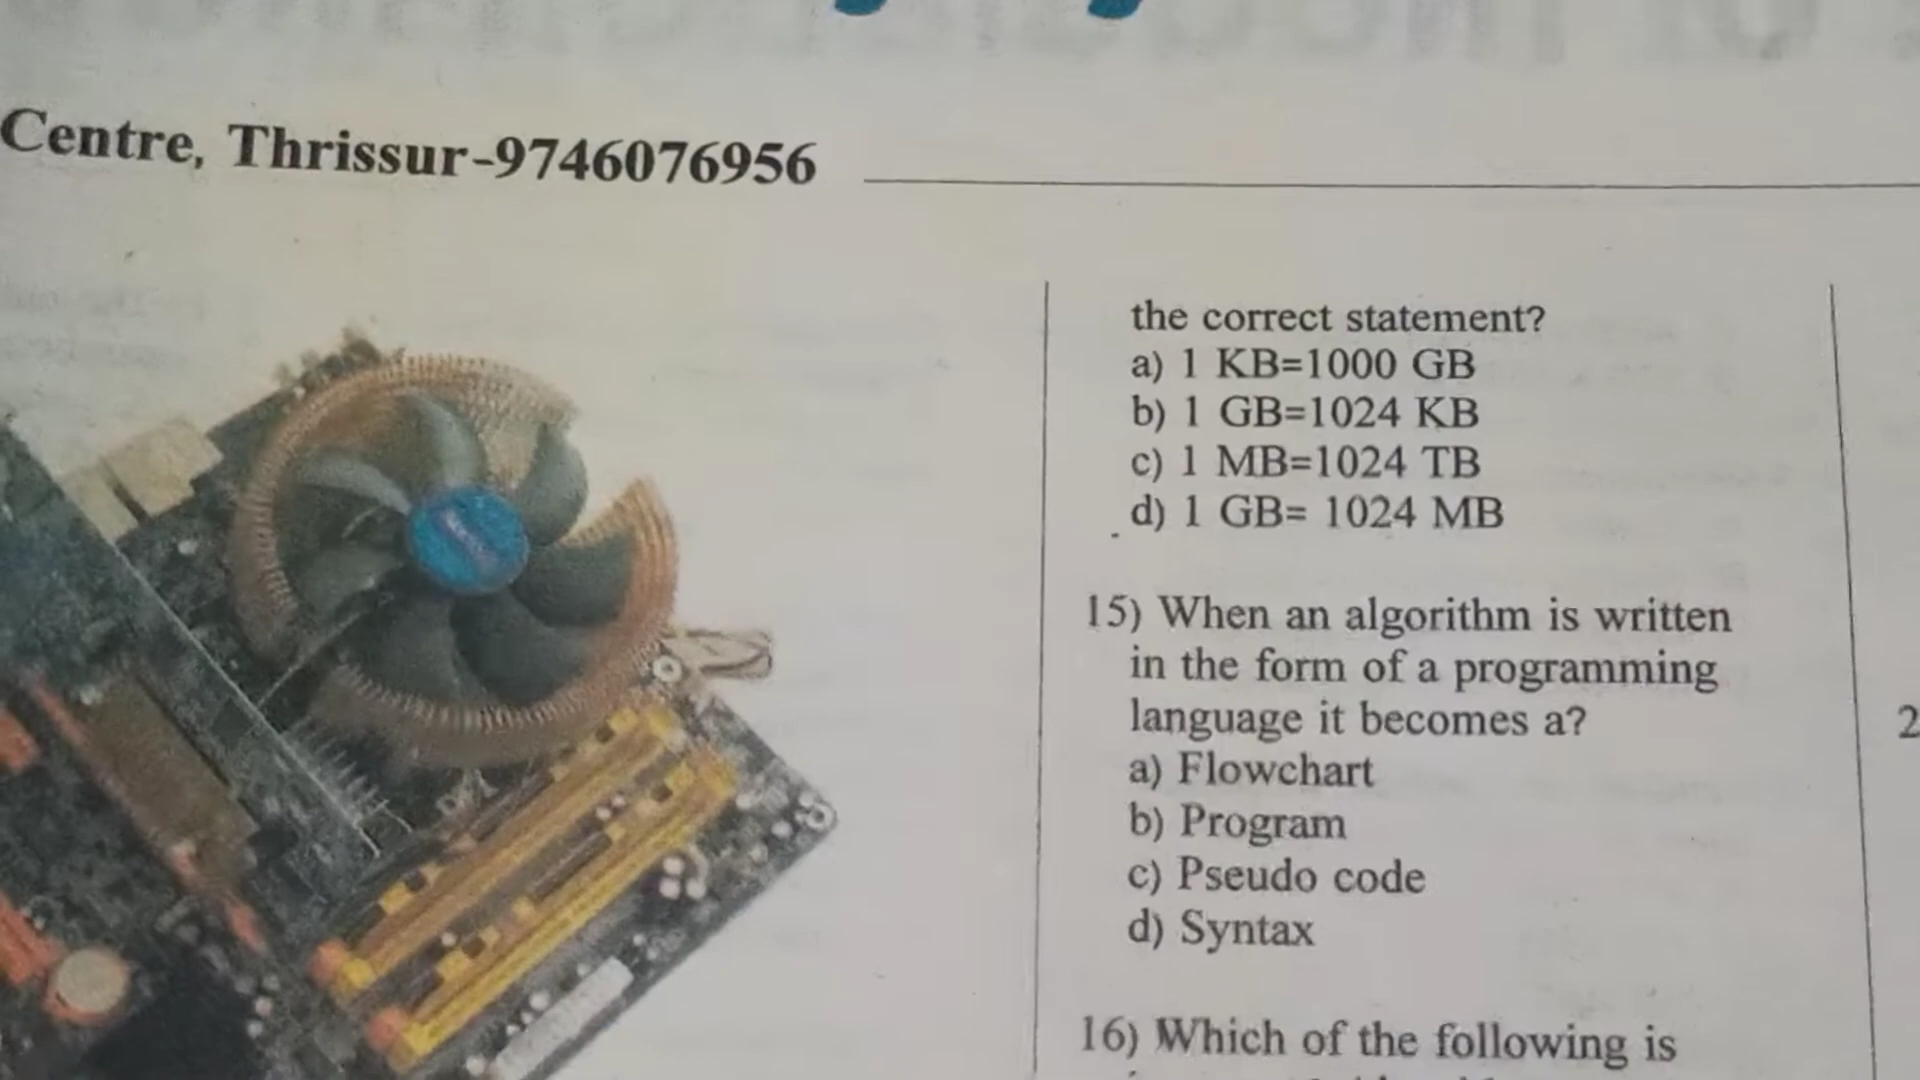 Centre, Thrissur-9746076956
the correct statement?
a) 1 KB=1000 GB
b) 1 GB=1024 KB
c) 1 MB=1024 TB
d) 1 GB= 1024 MB
15) When an algorithm is written
in the form of a programming
language it becomes a?
a) Flowchart
b) Program
c) Pseudo code
d) Syntax
16) Which of the following is
2